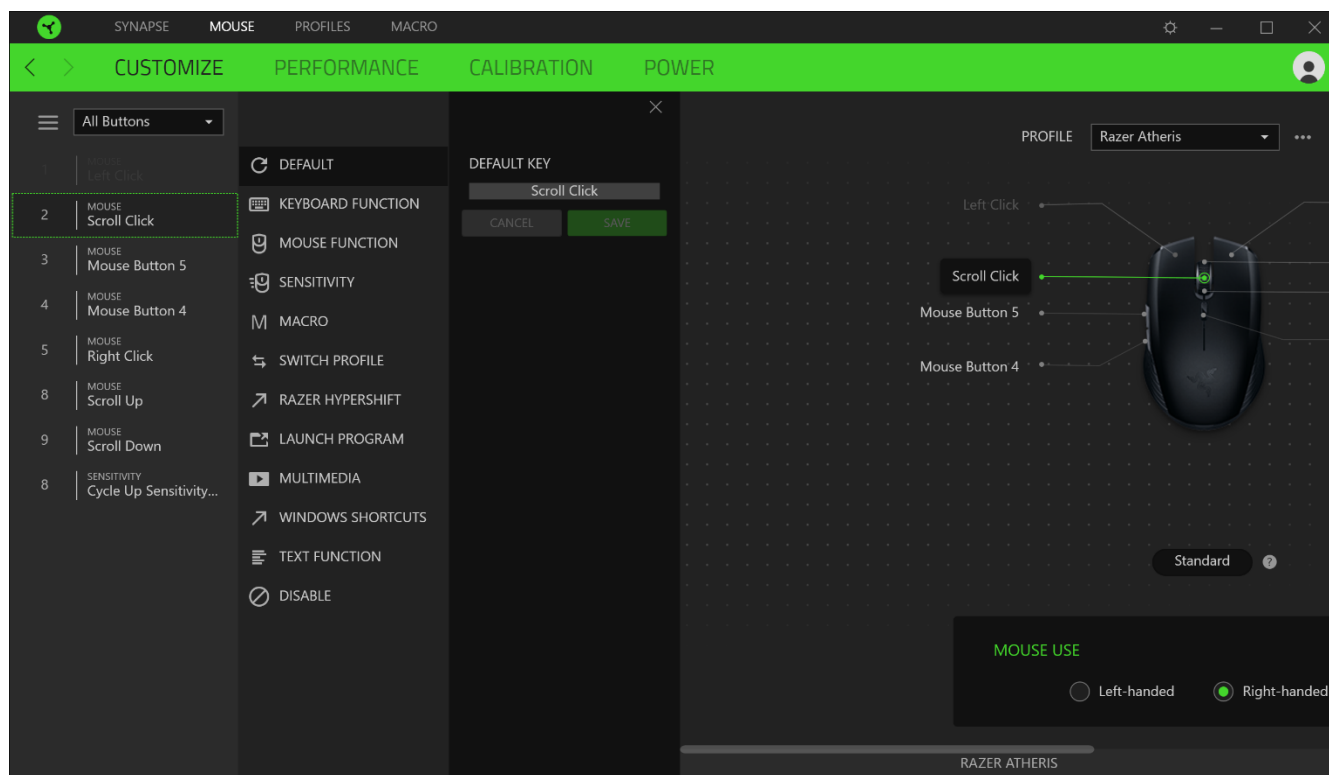 SYNAPSE MOUSE PROFILES MACRO
CUSTOMIZE PERFORMANCE CALIBRATION POWER
All Buttons
1 MOUSE
Left Click
2 MOUSE
Scroll Click
3 MOUSE
Mouse Button 5
4 MOUSE
Mouse Button 4
5 MOUSE
Right Click
8 MOUSE
Scroll Up
9 MOUSE
Scroll Down
8 SENSITIVITY
Cycle Up Sensitivity...
DEFAULT
KEYBOARD FUNCTION
MOUSE FUNCTION
SENSITIVITY
MACRO
SWITCH PROFILE
RAZER HYPERSHIFT
LAUNCH PROGRAM
MULTIMEDIA
WINDOWS SHORTCUTS
TEXT FUNCTION
DISABLE
DEFAULT KEY
Scroll Click
CANCEL SAVE
PROFILE Razer Atheris
Left Click
Scroll Click
Mouse Button 5
Mouse Button 4
Standard ?
MOUSE USE
Left-handed Right-handed
RAZER ATHERIS